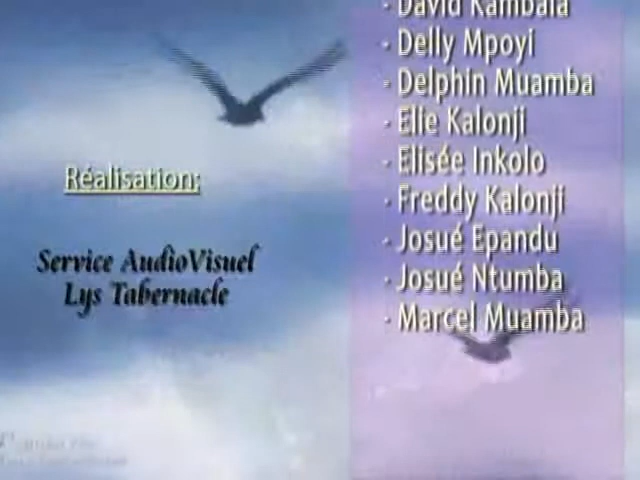 Réalisation:
Service AudioVisuel
Lys Tabernacle
· David Kambala
· Delly Mpoyi
· Delphin Muamba
· Elie Kalonji
· Elisée Inkolo
· Freddy Kalonji
· Josué Epandu
· Josué Ntumba
· Marcel Muamba